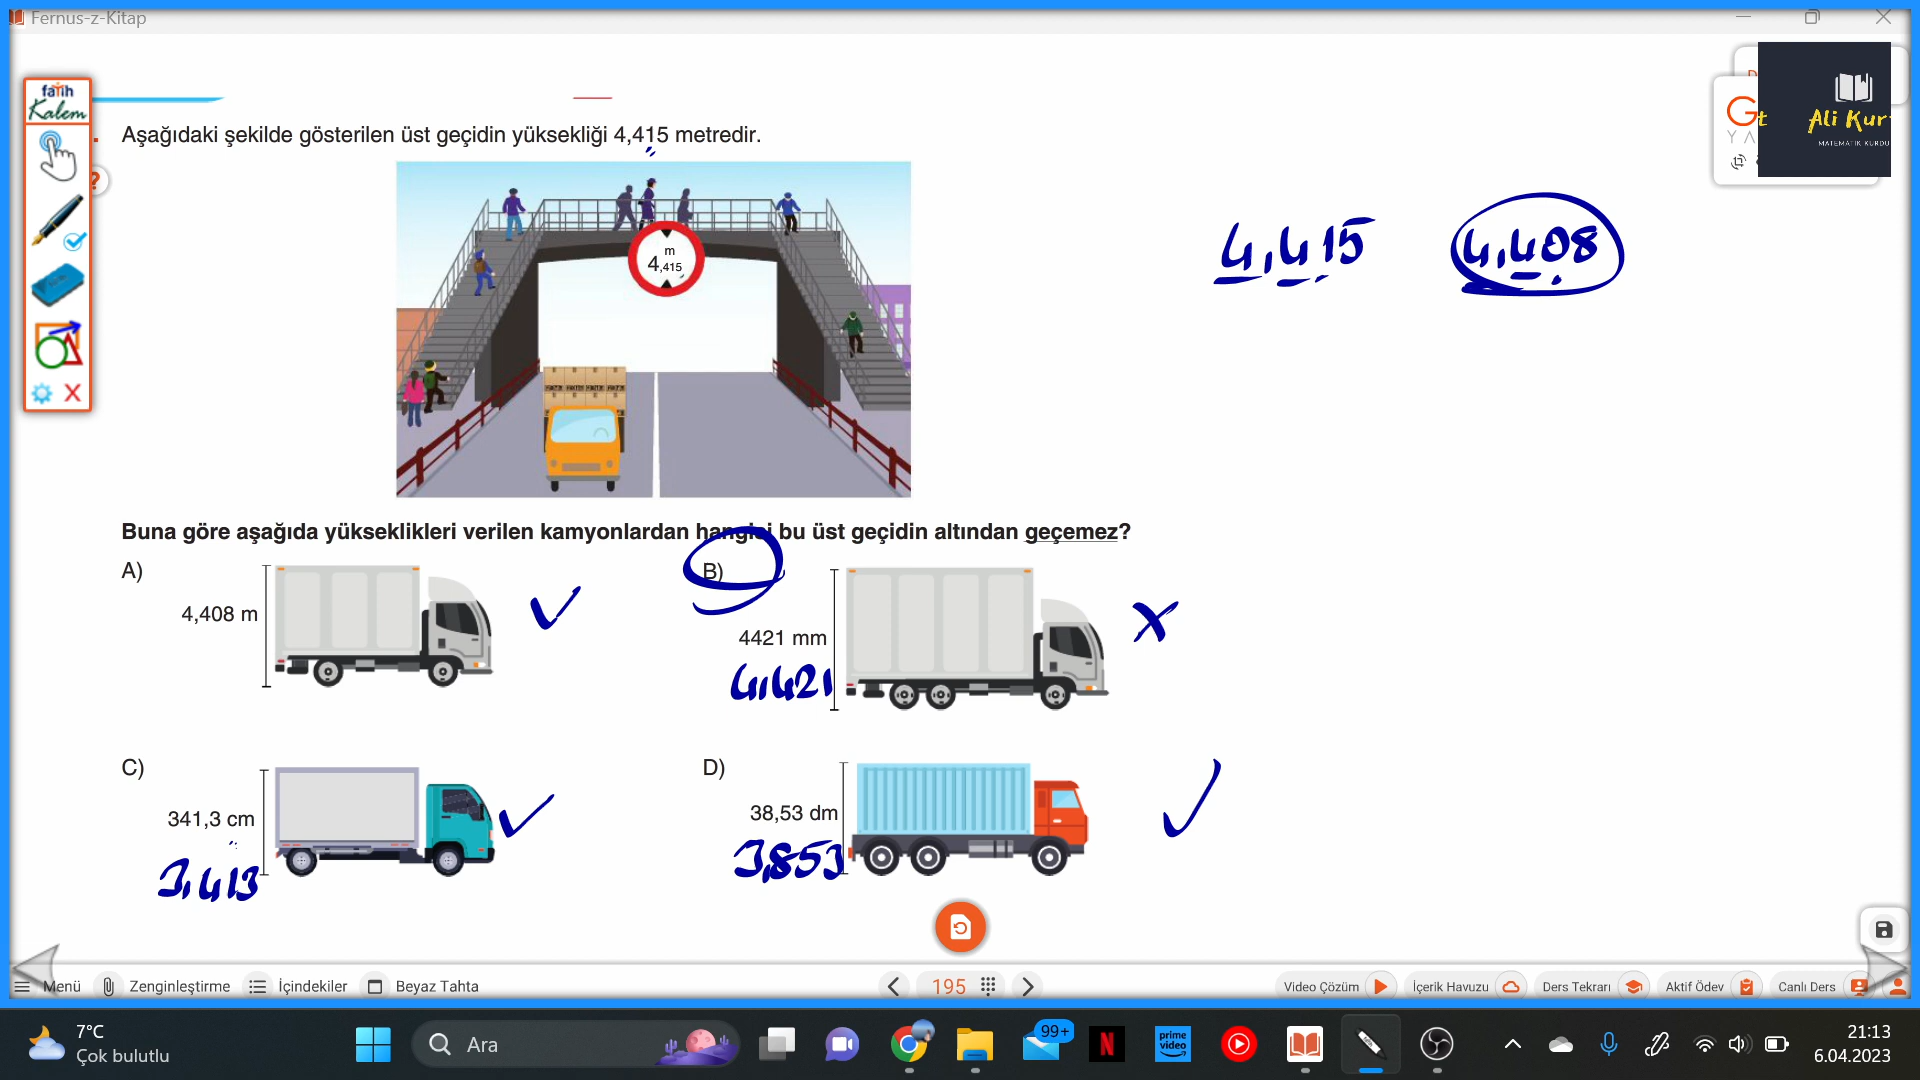 Fernus-z-Kitap
fatih
Kalem
Aşağıdaki şekilde gösterilen üst geçidin yüksekliği 4,415 metredir.
?
m
4,415
4,415
4,408
G
YA
Ali Kur
MATEMATİK KURDU
Buna göre aşağıda yükseklikleri verilen kamyonlardan hangisi bu üst geçidin altından geçemez?
A)
4,408 m
B)
4421 mm
4,421
C)
341,3 cm
3,413
D)
38,53 dm
3,853
Menü
Zenginleştirme
İçindekiler
Beyaz Tahta
195
Video Çözüm
İçerik Havuzu
Ders Tekrarı
Aktif Ödev
Canlı Ders
7°C
Çok bulutlu
Ara
99+
N
prime video
21:13
6.04.2023